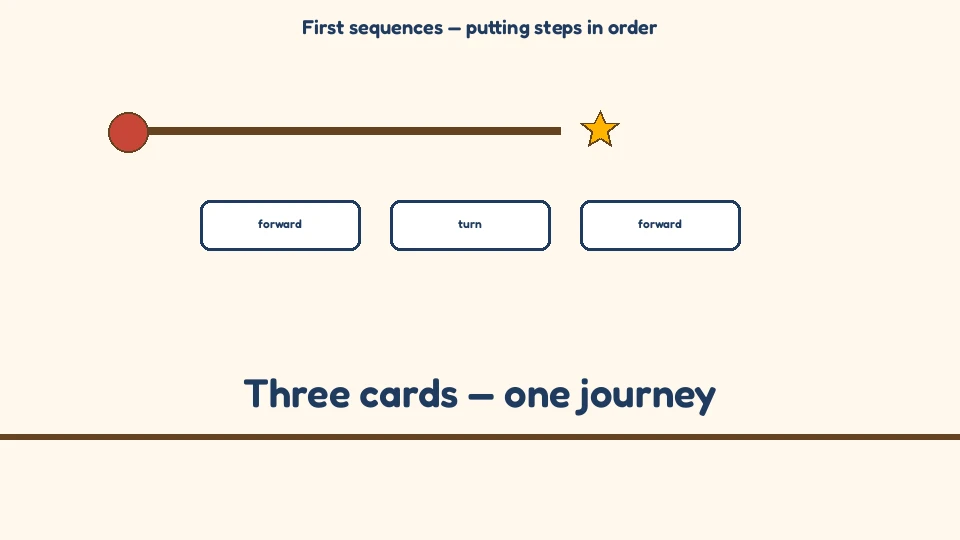 First sequences — putting steps in order
forward
turn
forward
Three cards — one journey